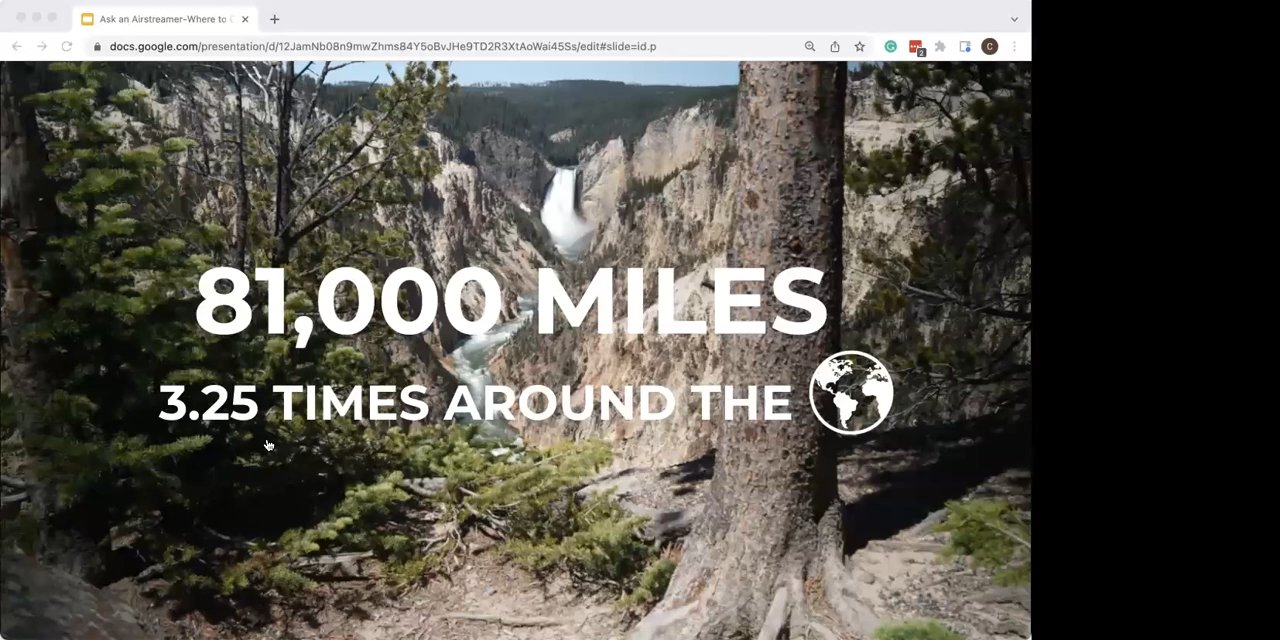 Ask an Airstreamer-Where to
docs.google.com/presentation/d/12JamNb08n9mwZhms84Y5oBvJHe9TD2R3XtAoWai45Ss/edit#slide=id.p
2
C
81,000 MILES
3.25 TIMES AROUND THE